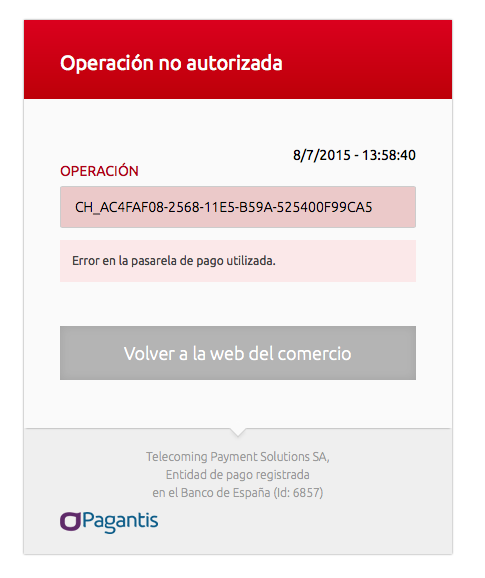 Operación no autorizada
8/7/2015 - 13:58:40
OPERACIÓN
CH_AC4FAF08-2568-11E5-B59A-525400F99CA5
Error en la pasarela de pago utilizada.
Volver a la web del comercio
Telecoming Payment Solutions SA,
Entidad de pago registrada
en el Banco de España (Id: 6857)
Pagantis